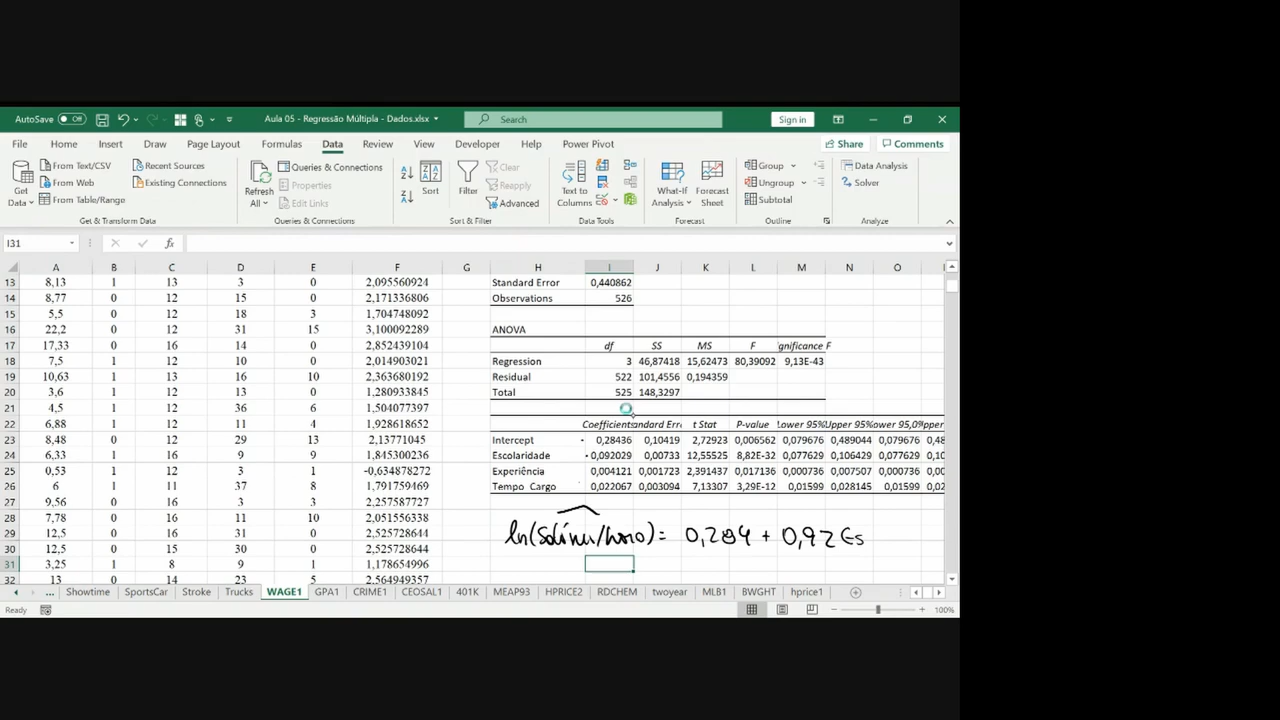 AutoSave Off Aula 05 - Regressão Múltipla - Dados.xlsx Search Sign in
File Home Insert Draw Page Layout Formulas Data Review View Developer Help Power Pivot Share Comments
Get Data From Text/CSV From Web From Table/Range Recent Sources Existing Connections Refresh All Queries & Connections Properties Edit Links Sort Filter Clear Reapply Advanced Text to Columns What-If Analysis Forecast Sheet Group Ungroup Subtotal Data Analysis Solver
Get & Transform Data Queries & Connections Sort & Filter Data Tools Forecast Outline Analyze
I31 fx
A B C D E F G H I J K L M N O
13 8,13 0 13 3 0 2,095560924 Standard Error 0,440862
14 8,77 0 12 15 0 2,171336806 Observations 526
15 5,5 0 12 18 3 1,704748092
16 22,2 0 12 31 15 3,100092289 ANOVA
17 17,33 0 16 14 0 2,852439104 df SS MS F gnificance F
18 7,5 1 12 10 0 2,014903021 Regression 3 46,87418 15,62473 80,39092 9,13E-43
19 10,63 1 13 16 10 2,363680192 Residual 522 101,4556 0,194359
20 3,6 1 12 13 0 1,280933845 Total 525 148,3297
21 4,5 1 12 36 6 1,504077397
22 6,88 1 12 11 4 1,928618652 Coefficients andard Err t Stat P-value Lower 95% Upper 95% ower 95,0% pper
23 8,48 0 12 29 13 2,13771045 Intercept 0,28436 0,10419 2,72923 0,006562 0,079676 0,489044 0,079676 0,48
24 6,33 1 16 9 9 1,845300236 Escolaridade 0,092029 0,00733 12,55525 8,82E-32 0,077629 0,106429 0,077629 0,10
25 0,53 1 12 3 1 -0,634878272 Experiência 0,004121 0,001723 2,391437 0,017136 0,000736 0,007507 0,000736 0,00
26 6 1 11 37 8 1,791759469 Tempo Cargo 0,022067 0,003094 7,13307 3,29E-12 0,01599 0,028145 0,01599 0,02
27 9,56 0 16 3 3 2,257587727
28 7,78 0 16 11 10 2,051556338
29 12,5 0 16 31 0 2,525728644 ln(Salário/hora) = 0,284 + 0,92 Es
30 12,5 0 15 30 0 2,525728644
31 3,25 1 8 9 1 1,178654996
32 13 0 14 23 5 2,564949357
... Showtime SportsCar Stroke Trucks WAGE1 GPA1 CRIME1 CEOSAL1 401K MEAP93 HPRICE2 RDCHEM twoyear MLB1 BWGHT hprice1
Ready 100%